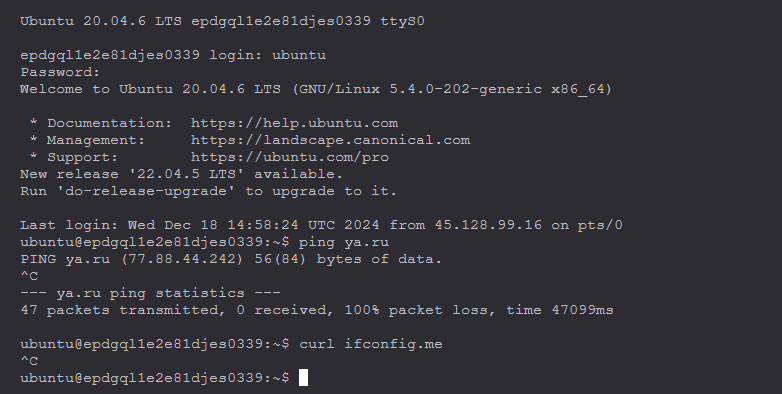 Ubuntu 20.04.6 LTS epdgql1e2e81djes0339 ttyS0
epdgql1e2e81djes0339 login: ubuntu
Password:
Welcome to Ubuntu 20.04.6 LTS (GNU/Linux 5.4.0-202-generic x86_64)
* Documentation:  https://help.ubuntu.com
* Management:     https://landscape.canonical.com
* Support:        https://ubuntu.com/pro
New release '22.04.5 LTS' available.
Run 'do-release-upgrade' to upgrade to it.
Last login: Wed Dec 18 14:58:24 UTC 2024 from 45.128.99.16 on pts/0
ubuntu@epdgql1e2e81djes0339:~$ ping ya.ru
PING ya.ru (77.88.44.242) 56(84) bytes of data.
^C
--- ya.ru ping statistics ---
47 packets transmitted, 0 received, 100% packet loss, time 47099ms
ubuntu@epdgql1e2e81djes0339:~$ curl ifconfig.me
^C
ubuntu@epdgql1e2e81djes0339:~$